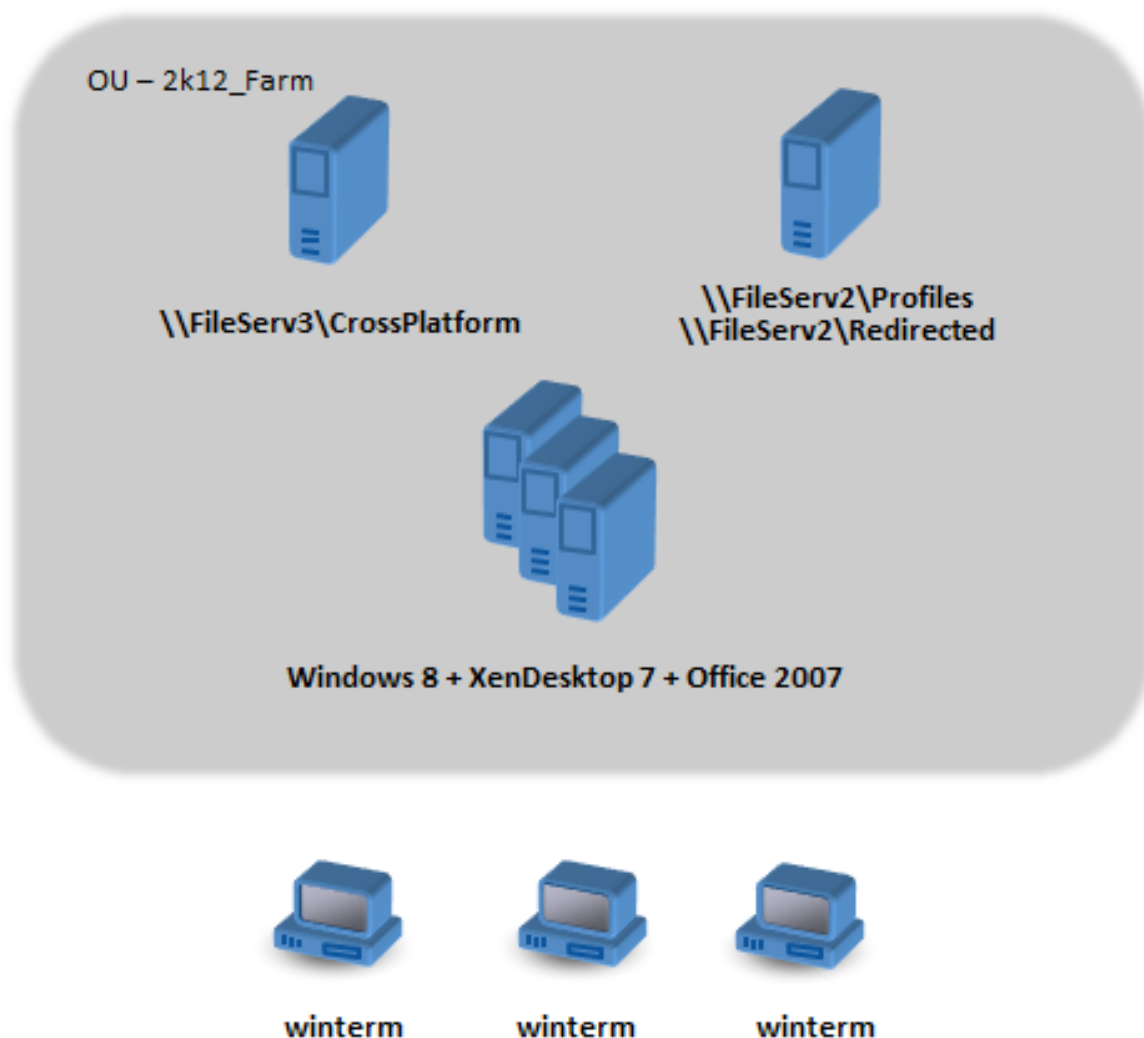 OU – 2k12_Farm
\\FileServ3\CrossPlatform
\\FileServ2\Profiles
\\FileServ2\Redirected
Windows 8 + XenDesktop 7 + Office 2007
winterm
winterm
winterm